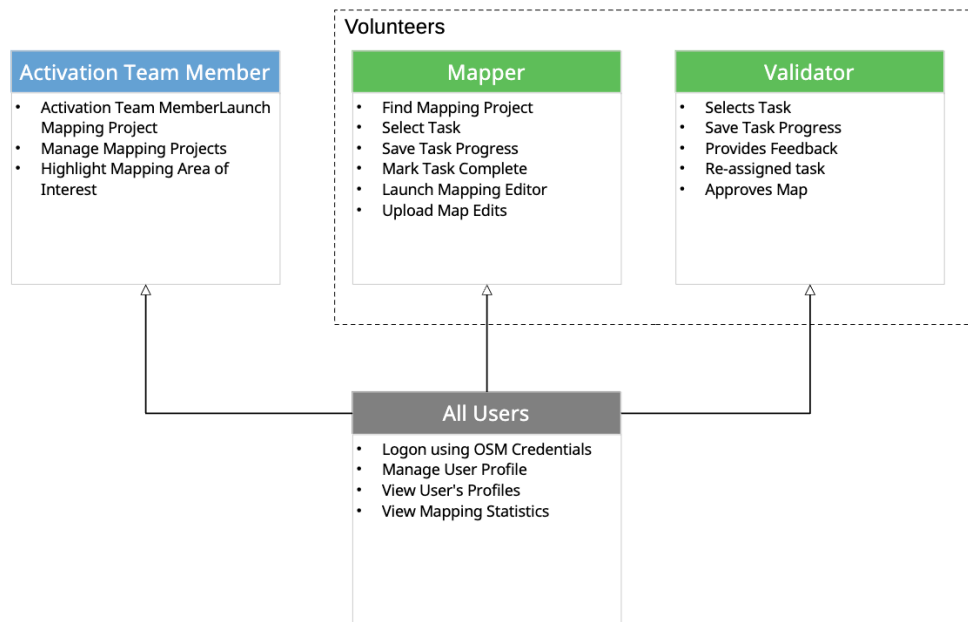 Volunteers
Activation Team Member
• Activation Team MemberLaunch
Mapping Project
• Manage Mapping Projects
• Highlight Mapping Area of
Interest
Mapper
• Find Mapping Project
• Select Task
• Save Task Progress
• Mark Task Complete
• Launch Mapping Editor
• Upload Map Edits
Validator
• Selects Task
• Save Task Progress
• Provides Feedback
• Re-assigned task
• Approves Map
All Users
• Logon using OSM Credentials
• Manage User Profile
• View User's Profiles
• View Mapping Statistics